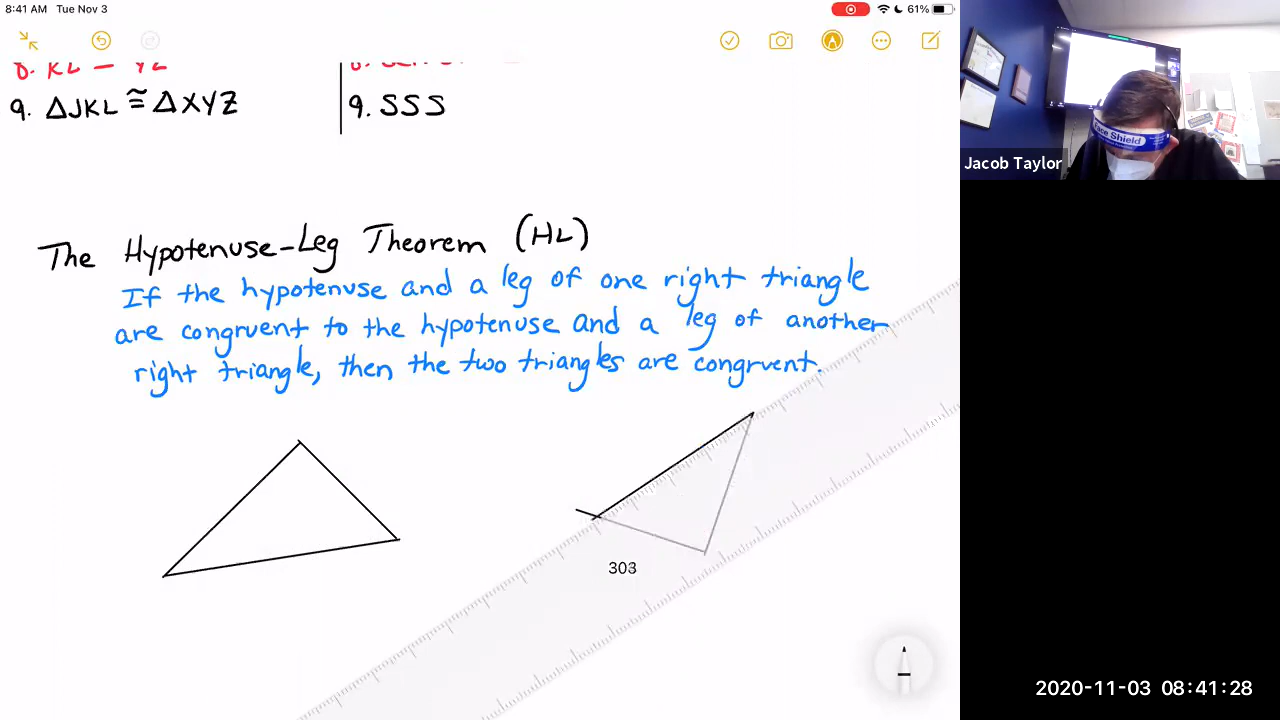 8:41 AM Tue Nov 3
61%
9. △JKL ≅ △XYZ
9. SSS
The Hypotenuse-Leg Theorem (HL)
If the hypotenuse and a leg of one right triangle
are congruent to the hypotenuse and a leg of another
right triangle, then the two triangles are congruent.
303
Face Shield
Jacob Taylor
2020-11-03 08:41:28